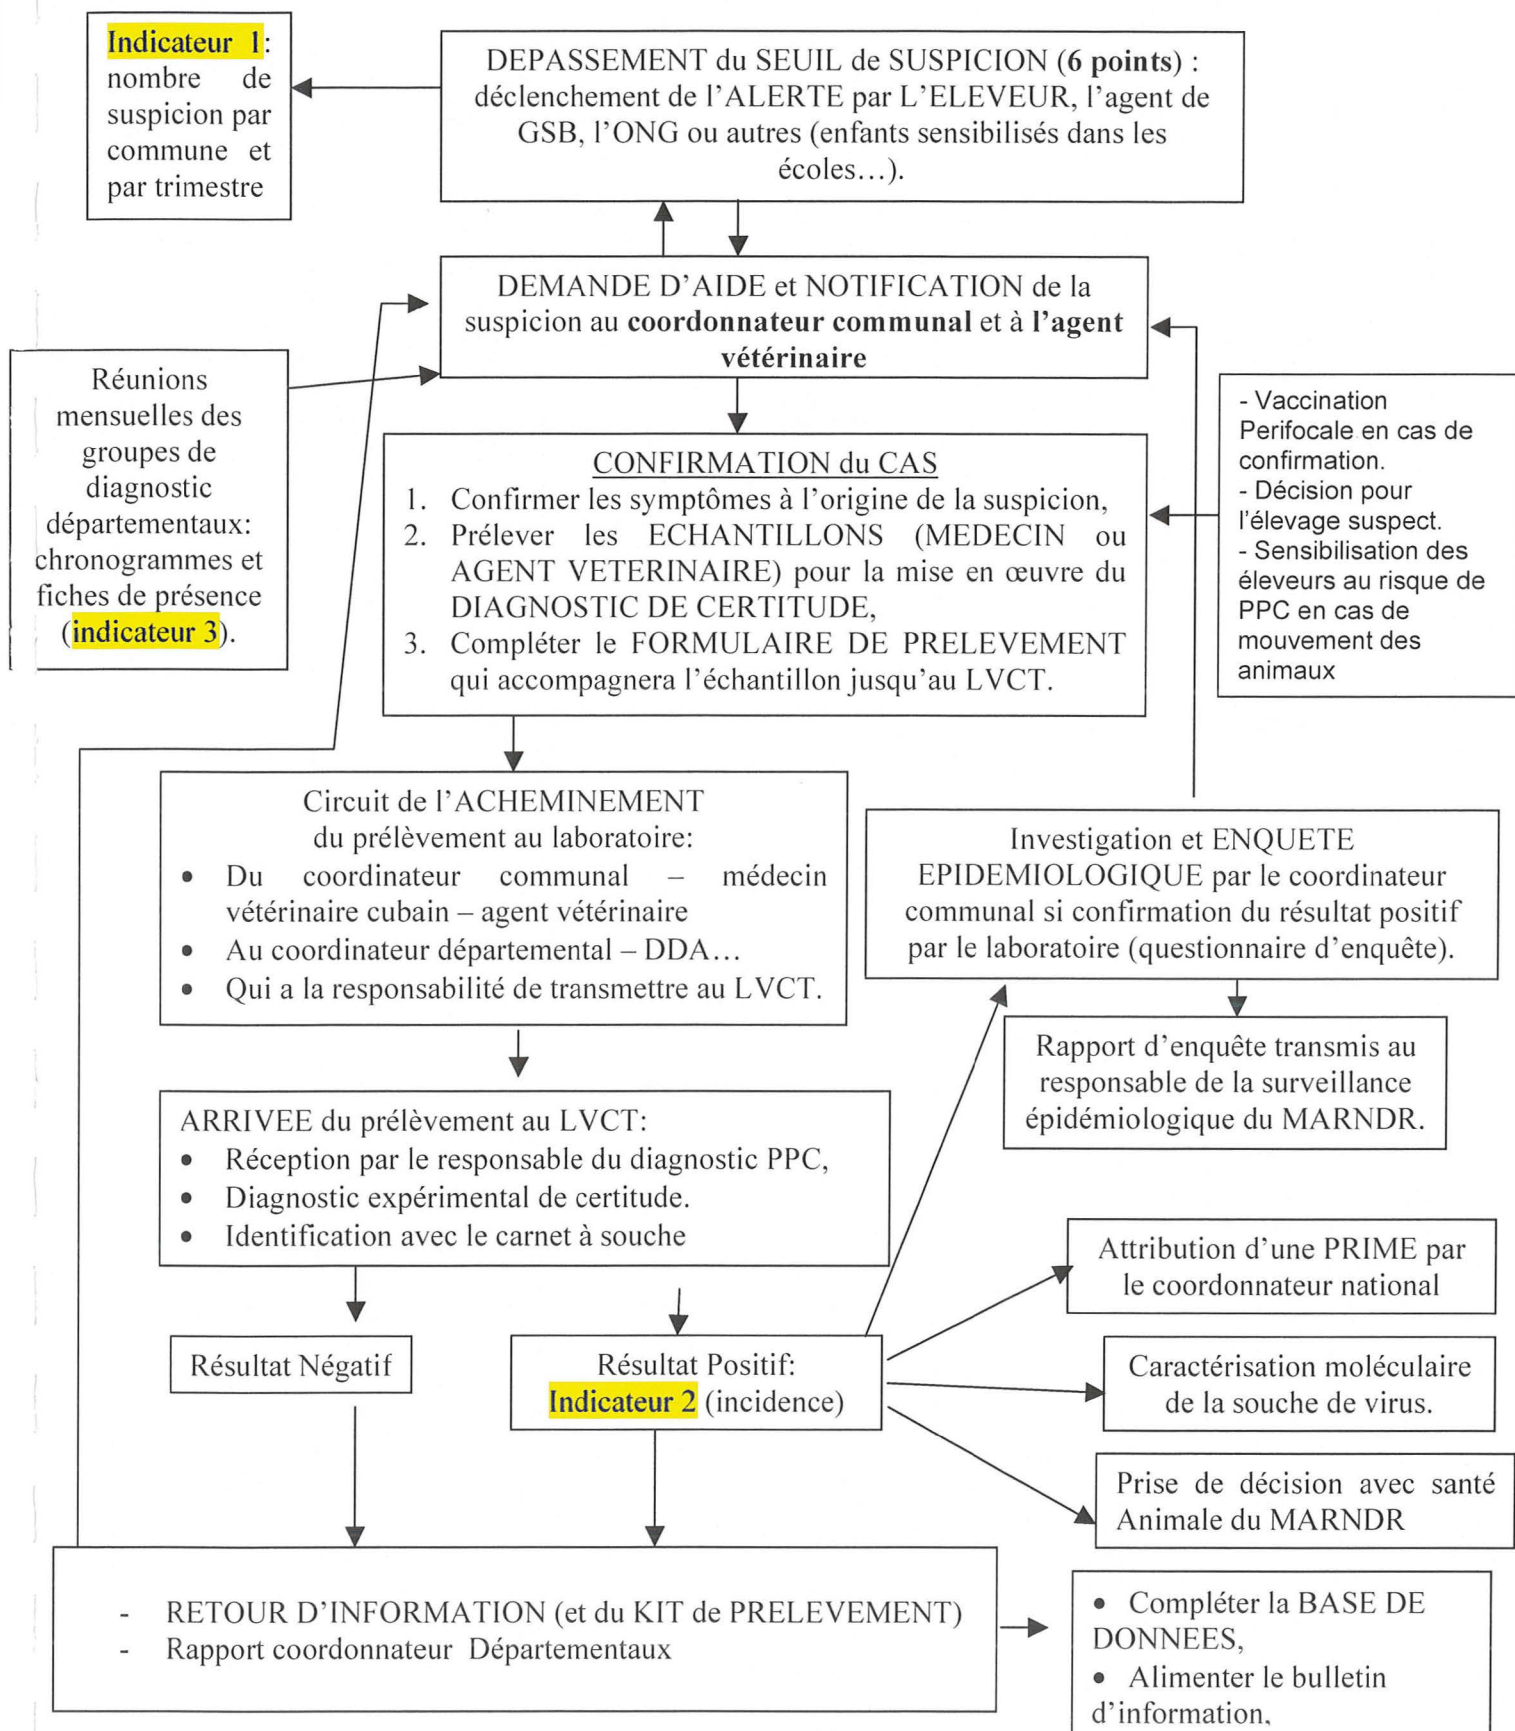 Indicateur 1:
nombre de
suspicion par
commune et
par trimestre
DEPASSEMENT du SEUIL de SUSPICION (6 points) :
déclenchement de l'ALERTE par L'ELEVEUR, l'agent de
GSB, l'ONG ou autres (enfants sensibilisés dans les
écoles…).
DEMANDE D'AIDE et NOTIFICATION de la
suspicion au coordonnateur communal et à l'agent
vétérinaire
Réunions
mensuelles des
groupes de
diagnostic
départementaux:
chronogrammes et
fiches de présence
(indicateur 3).
CONFIRMATION du CAS
1. Confirmer les symptômes à l'origine de la suspicion,
2. Prélever les ECHANTILLONS (MEDECIN ou
AGENT VETERINAIRE) pour la mise en œuvre du
DIAGNOSTIC DE CERTITUDE,
3. Compléter le FORMULAIRE DE PRELEVEMENT
qui accompagnera l'échantillon jusqu'au LVCT.
- Vaccination
Perifocale en cas de
confirmation.
- Décision pour
l'élevage suspect.
- Sensibilisation des
éleveurs au risque de
PPC en cas de
mouvement des
animaux
Circuit de l'ACHEMINEMENT
du prélèvement au laboratoire:
• Du coordinateur communal – médecin
vétérinaire cubain – agent vétérinaire
• Au coordinateur départemental – DDA…
• Qui a la responsabilité de transmettre au LVCT.
Investigation et ENQUETE
EPIDEMIOLOGIQUE par le coordinateur
communal si confirmation du résultat positif
par le laboratoire (questionnaire d'enquête).
Rapport d'enquête transmis au
responsable de la surveillance
épidémiologique du MARNDR.
ARRIVEE du prélèvement au LVCT:
• Réception par le responsable du diagnostic PPC,
• Diagnostic expérimental de certitude.
• Identification avec le carnet à souche
Attribution d'une PRIME par
le coordonnateur national
Résultat Négatif
Résultat Positif:
Indicateur 2 (incidence)
Caractérisation moléculaire
de la souche de virus.
Prise de décision avec santé
Animale du MARNDR
- RETOUR D'INFORMATION (et du KIT de PRELEVEMENT)
- Rapport coordonnateur Départementaux
• Compléter la BASE DE
DONNEES,
• Alimenter le bulletin
d'information,